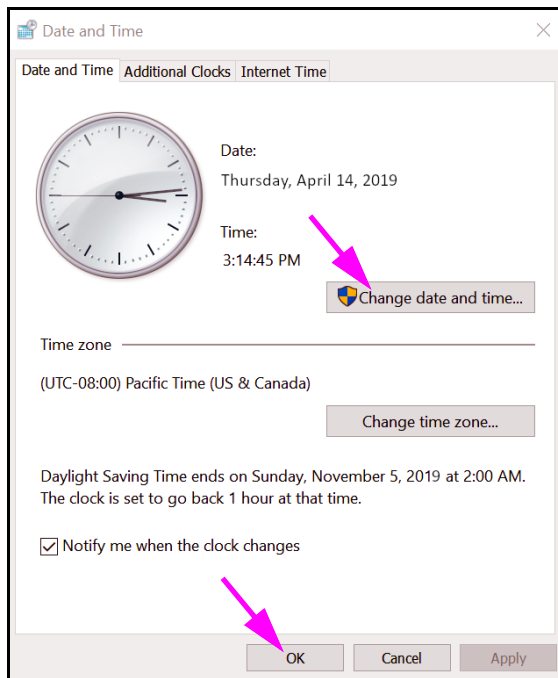 Date and Time
Date and Time Additional Clocks Internet Time
Date:
Thursday, April 14, 2019
Time:
3:14:45 PM
Change date and time...
Time zone
(UTC-08:00) Pacific Time (US & Canada)
Change time zone...
Daylight Saving Time ends on Sunday, November 5, 2019 at 2:00 AM.
The clock is set to go back 1 hour at that time.
Notify me when the clock changes
OK Cancel Apply